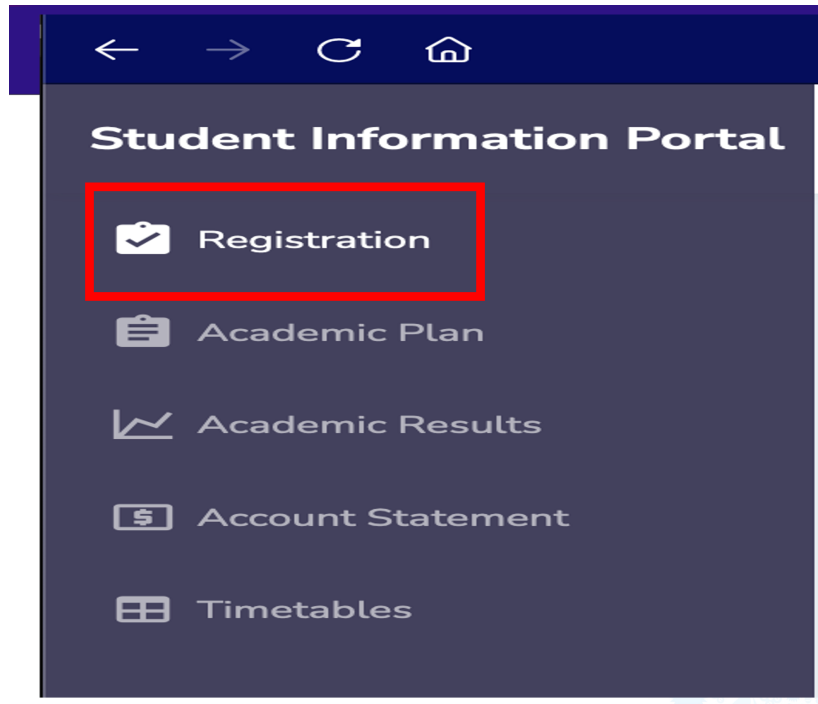 Student Information Portal
Registration
Academic Plan
Academic Results
Account Statement
Timetables